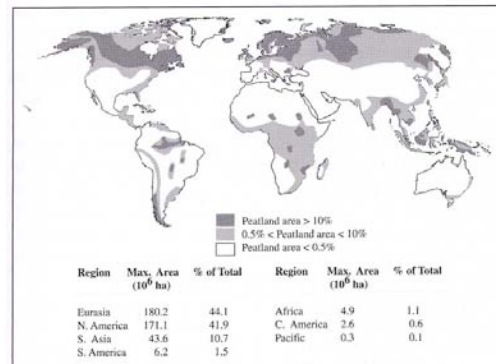 Peatland area > 10%
0.5% < Peatland area < 10%
Peatland area < 0.5%
Region Max. Area % of Total Region Max. Area % of Total
(10⁶ ha) (10⁶ ha)
Eurasia 180.2 44.1 Africa 4.9 1.1
N. America 171.1 41.9 C. America 2.6 0.6
S. Asia 43.6 10.7 Pacific 0.3 0.1
S. America 6.2 1.5